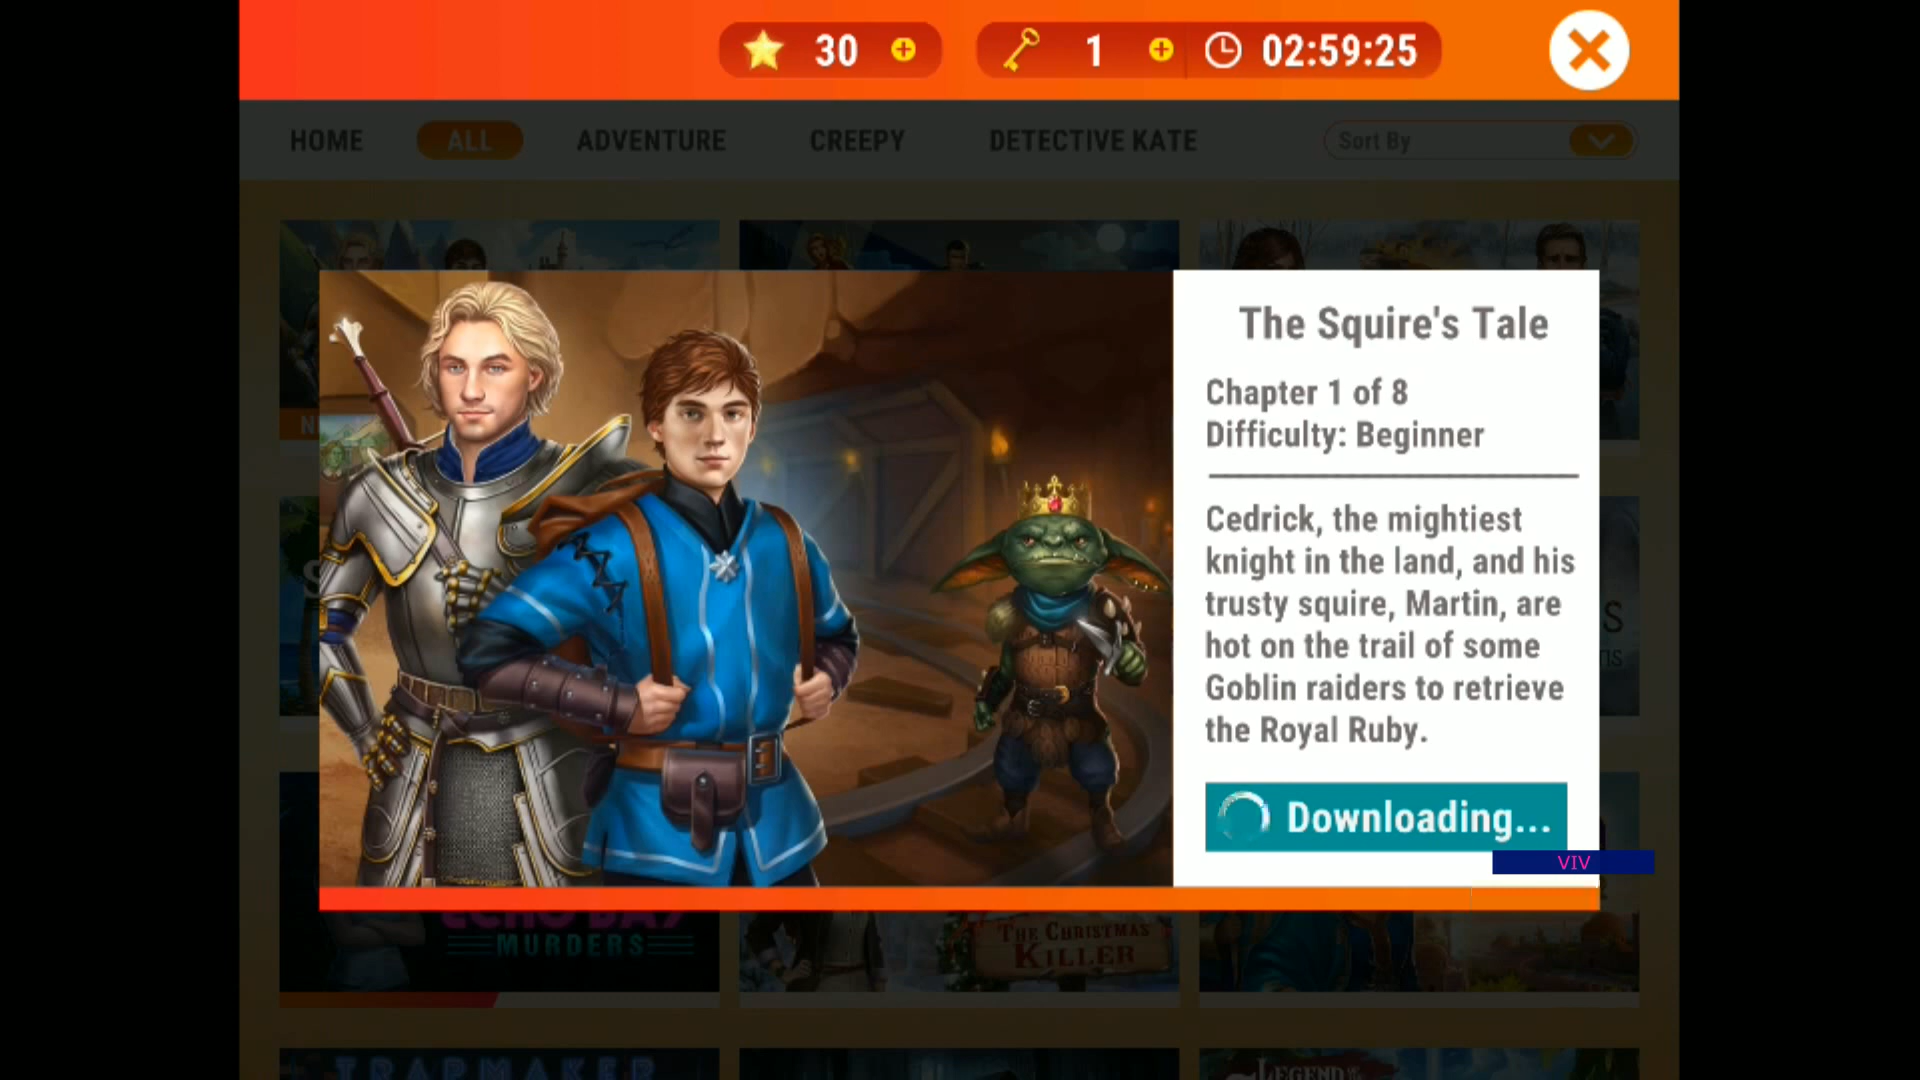 30
1
02:59:25
HOME
ALL
ADVENTURE
CREEPY
DETECTIVE KATE
Sort By
The Squire's Tale
Chapter 1 of 8
Difficulty: Beginner
Cedrick, the mightiest
knight in the land, and his
trusty squire, Martin, are
hot on the trail of some
Goblin raiders to retrieve
the Royal Ruby.
Downloading...
VIV
MURDERS
THE CHRISTMAS
KILLER
TRAPMAKER
LEGEND